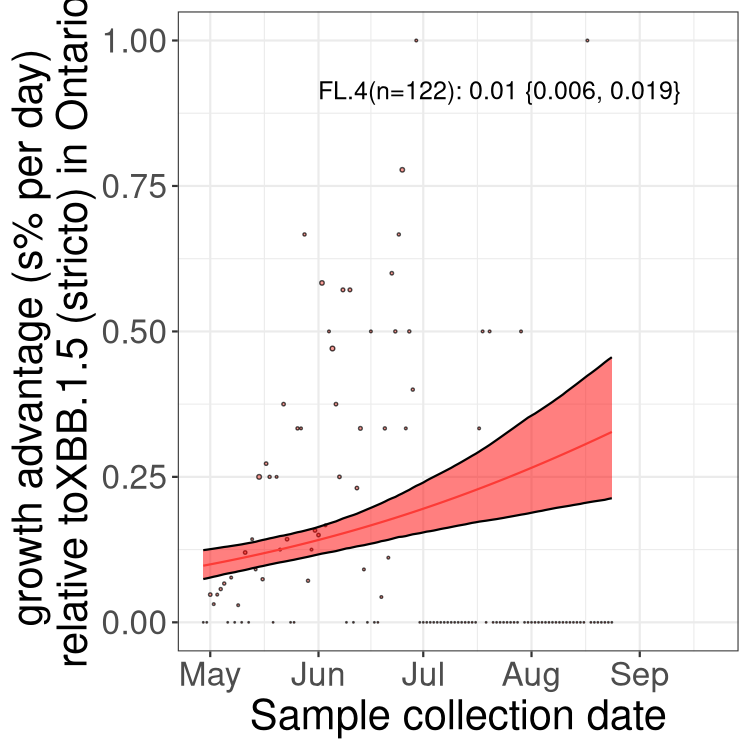 growth advantage (s% per day)
relative toXBB.1.5 (stricto) in Ontario
1.00
0.75
0.50
0.25
0.00
FL.4(n=122): 0.01 {0.006, 0.019}
May Jun Jul Aug Sep
Sample collection date